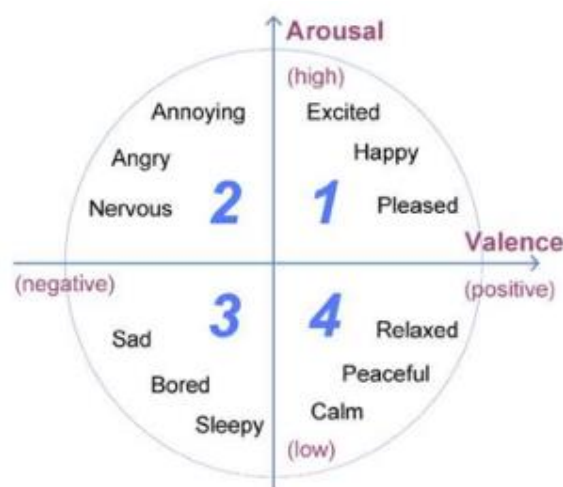 Arousal
(high)
Annoying
Excited
Angry
Happy
Nervous
2
1
Pleased
Valence
(negative)
(positive)
3
4
Sad
Relaxed
Bored
Peaceful
Sleepy
Calm
(low)